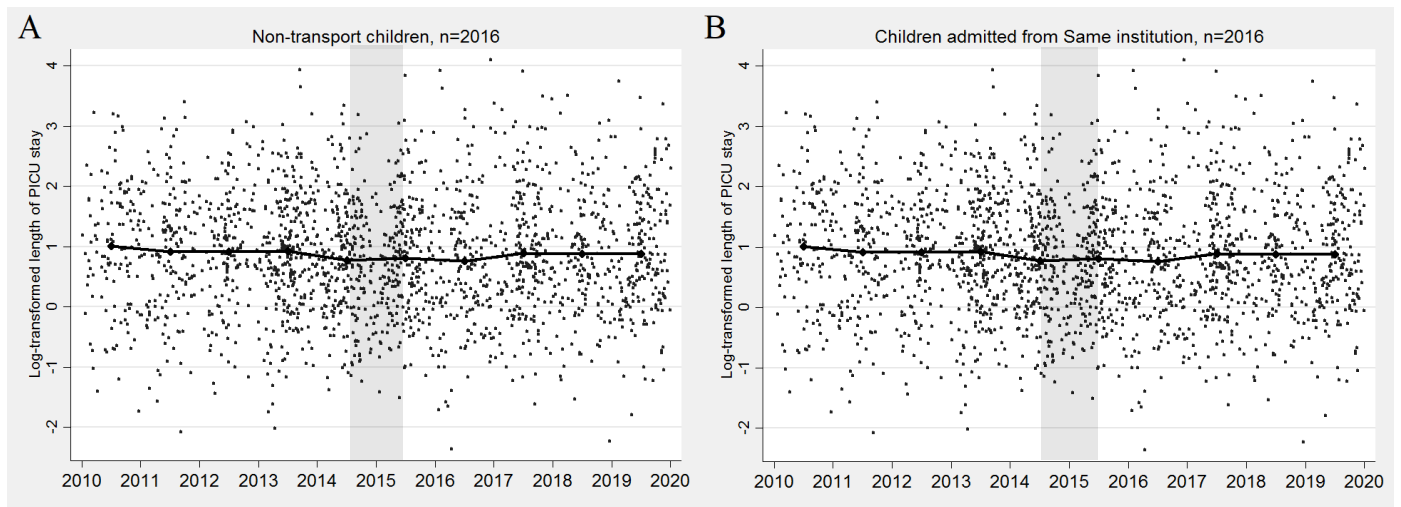 A
Non-transport children, n=2016
Log-transformed length of PICU stay
4
3
2
1
0
-1
-2
2010 2011 2012 2013 2014 2015 2016 2017 2018 2019 2020
B
Children admitted from Same institution, n=2016
Log-transformed length of PICU stay
4
3
2
1
0
-1
-2
2010 2011 2012 2013 2014 2015 2016 2017 2018 2019 2020